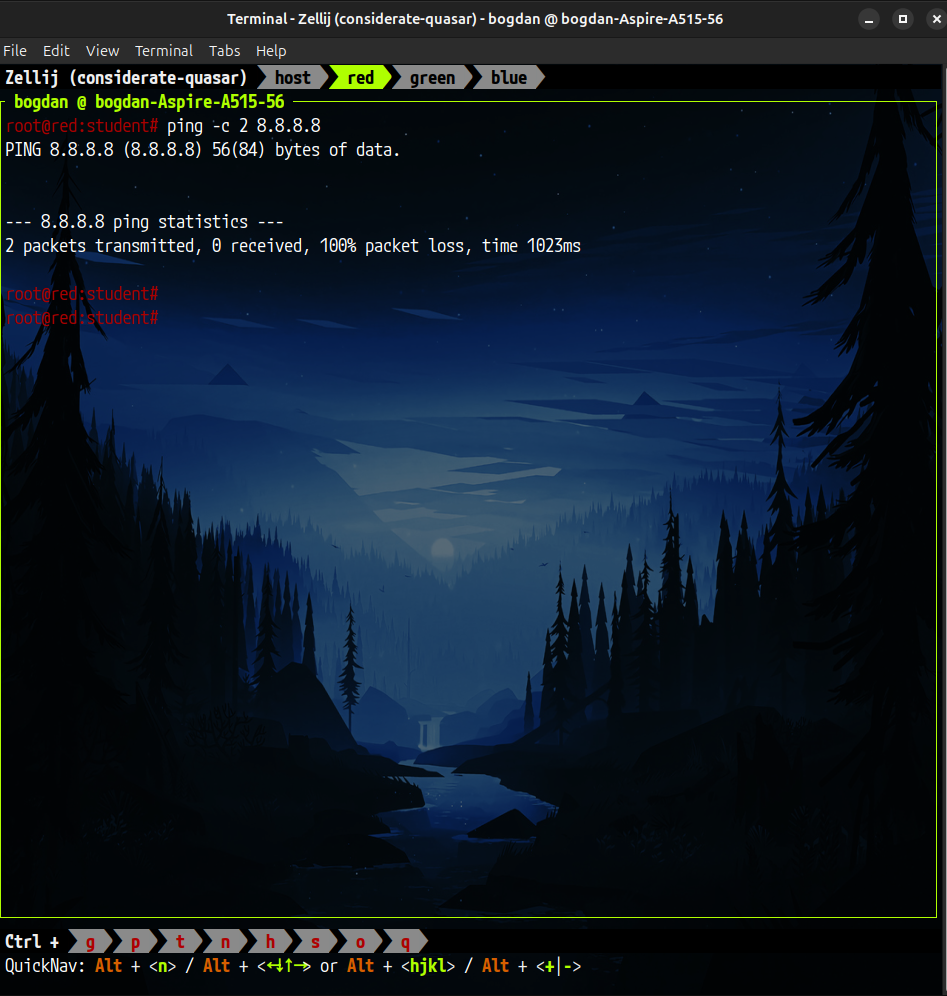 Terminal - Zellij (considerate-quasar) - bogdan @ bogdan-Aspire-A515-56
File Edit View Terminal Tabs Help
Zellij (considerate-quasar) host red green blue
bogdan @ bogdan-Aspire-A515-56
root@red:student# ping -c 2 8.8.8.8
PING 8.8.8.8 (8.8.8.8) 56(84) bytes of data.
--- 8.8.8.8 ping statistics ---
2 packets transmitted, 0 received, 100% packet loss, time 1023ms
root@red:student#
root@red:student#
Ctrl + g p t n h s o q
QuickNav: Alt + <n> / Alt + <←↓↑→> or Alt + <hjkl> / Alt + <+|->